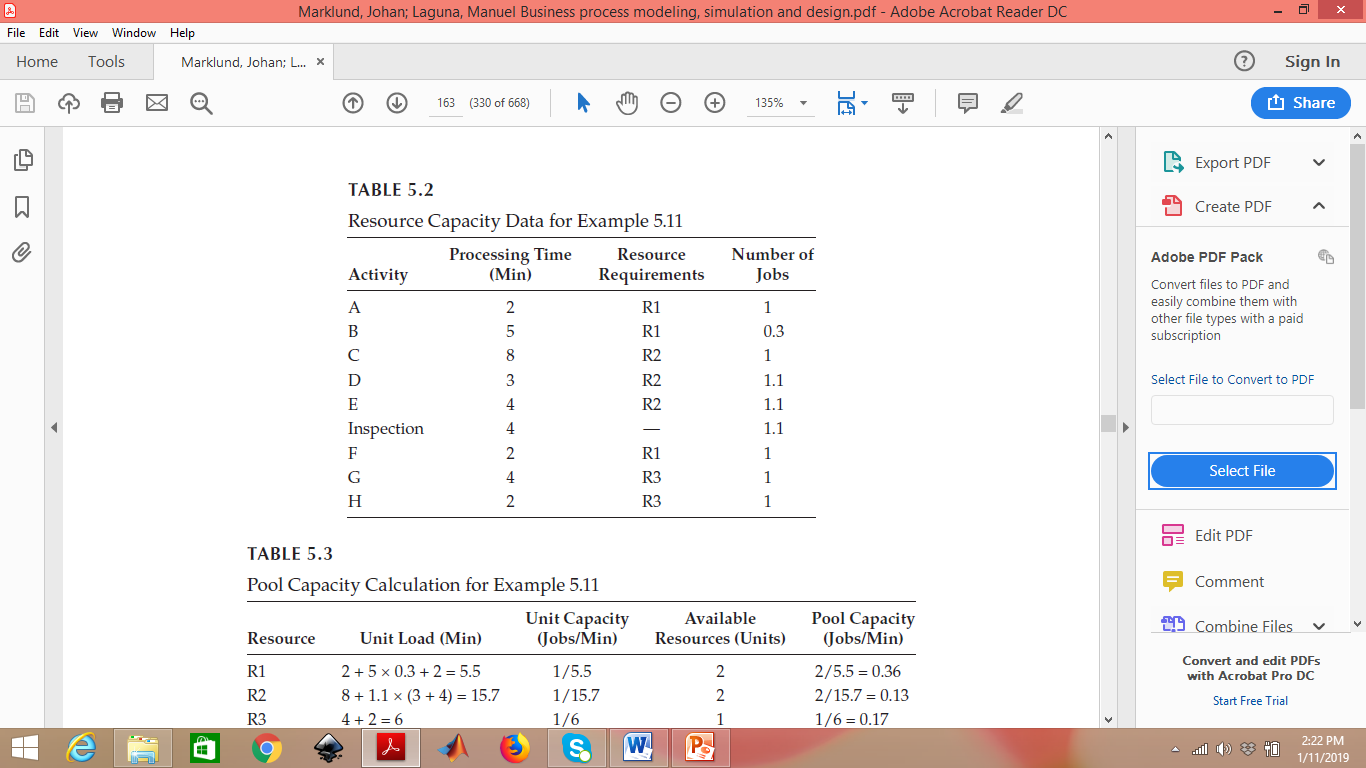 Marklund, Johan; Laguna, Manuel Business process modeling, simulation and design.pdf - Adobe Acrobat Reader DC
File Edit View Window Help
Home Tools Marklund, Johan; L... × ? Sign In
163 (330 of 668) 135% Share
TABLE 5.2
Resource Capacity Data for Example 5.11
Processing Time Resource Number of
Activity (Min) Requirements Jobs
A 2 R1 1
B 5 R1 0.3
C 8 R2 1
D 3 R2 1.1
E 4 R2 1.1
Inspection 4 — 1.1
F 2 R1 1
G 4 R3 1
H 2 R3 1
TABLE 5.3
Pool Capacity Calculation for Example 5.11
Unit Capacity Available Pool Capacity
Resource Unit Load (Min) (Jobs/Min) Resources (Units) (Jobs/Min)
R1 2 + 5 × 0.3 + 2 = 5.5 1/5.5 2 2/5.5 = 0.36
R2 8 + 1.1 × (3 + 4) = 15.7 1/15.7 2 2/15.7 = 0.13
R3 4 + 2 = 6 1/6 1 1/6 = 0.17
Export PDF
Create PDF
Adobe PDF Pack
Convert files to PDF and
easily combine them with
other file types with a paid
subscription
Select File to Convert to PDF
Select File
Edit PDF
Comment
Combine Files
Convert and edit PDFs
with Acrobat Pro DC
Start Free Trial
2:22 PM
1/11/2019